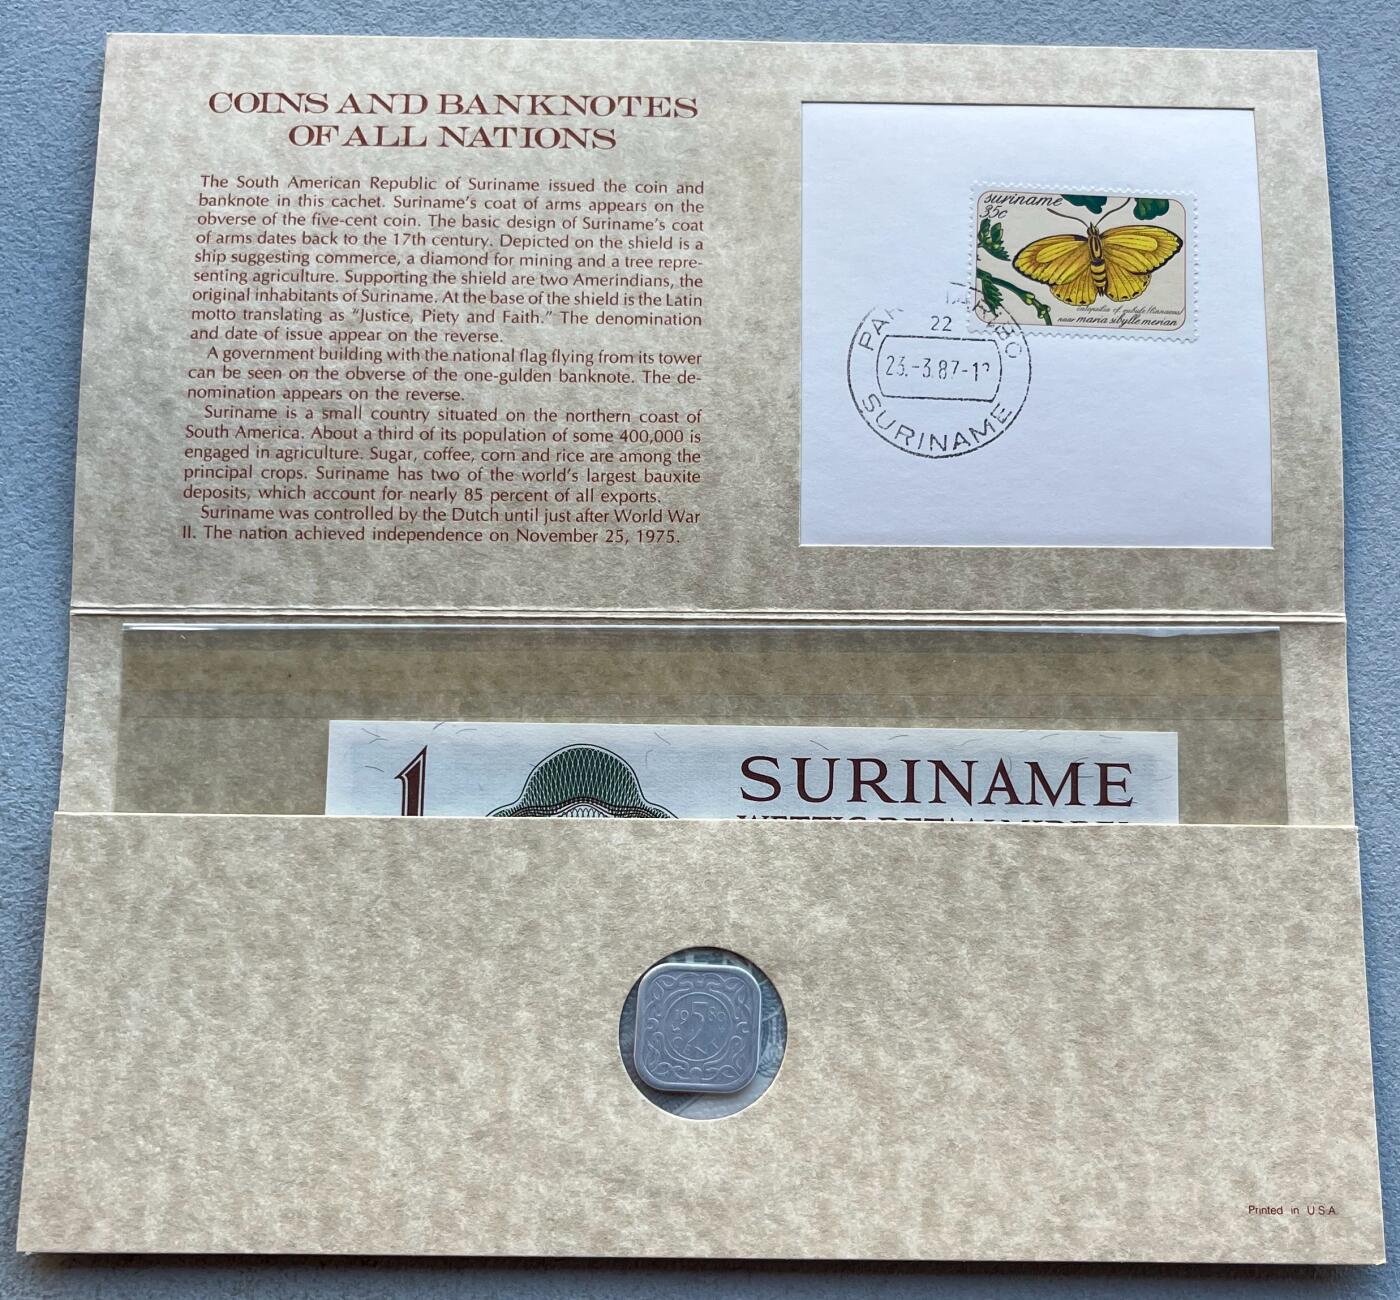 COINS AND BANKNOTES
OF ALL NATIONS
The South American Republic of Suriname issued the coin and
banknote in this cachet. Suriname's coat of arms appears on the
obverse of the five-cent coin. The basic design of Suriname's coat
of arms dates back to the 17th century. Depicted on the shield is a
ship suggesting commerce, a diamond for mining and a tree repre-
senting agriculture. Supporting the shield are two Amerindians, the
original inhabitants of Suriname. At the base of the shield is the Latin
motto translating as "Justice, Piety and Faith." The denomination
and date of issue appear on the reverse.
A government building with the national flag flying from its tower
can be seen on the obverse of the one-gulden banknote. The de-
nomination appears on the reverse.
Suriname is a small country situated on the northern coast of
South America. About a third of its population of some 400,000 is
engaged in agriculture. Sugar, coffee, corn and rice are among the
principal crops. Suriname has two of the world's largest bauxite
deposits, which account for nearly 85 percent of all exports.
Suriname was controlled by the Dutch until just after World War
II. The nation achieved independence on November 25, 1975.
suriname
35c
naar maria sibylle merian
22
23.-3.87-1
SURINAME
1
SURINAME
WETTIG BETAALMIDDEL
1986
5
Printed in U.S.A.